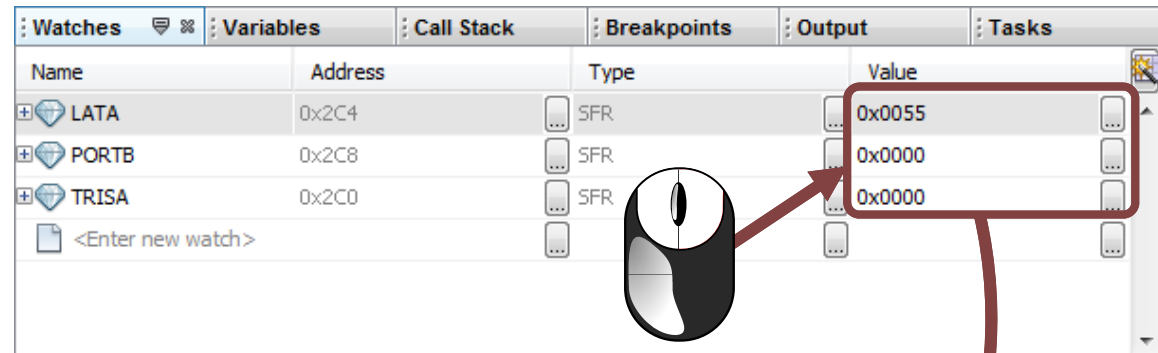 Watches Variables Call Stack Breakpoints Output Tasks
Name Address Type Value
LATA 0x2C4 ... SFR ... 0x0055 ...
PORTB 0x2C8 ... SFR ... 0x0000 ...
TRISA 0x2C0 ... SFR ... 0x0000 ...
<Enter new watch> ... ... ...